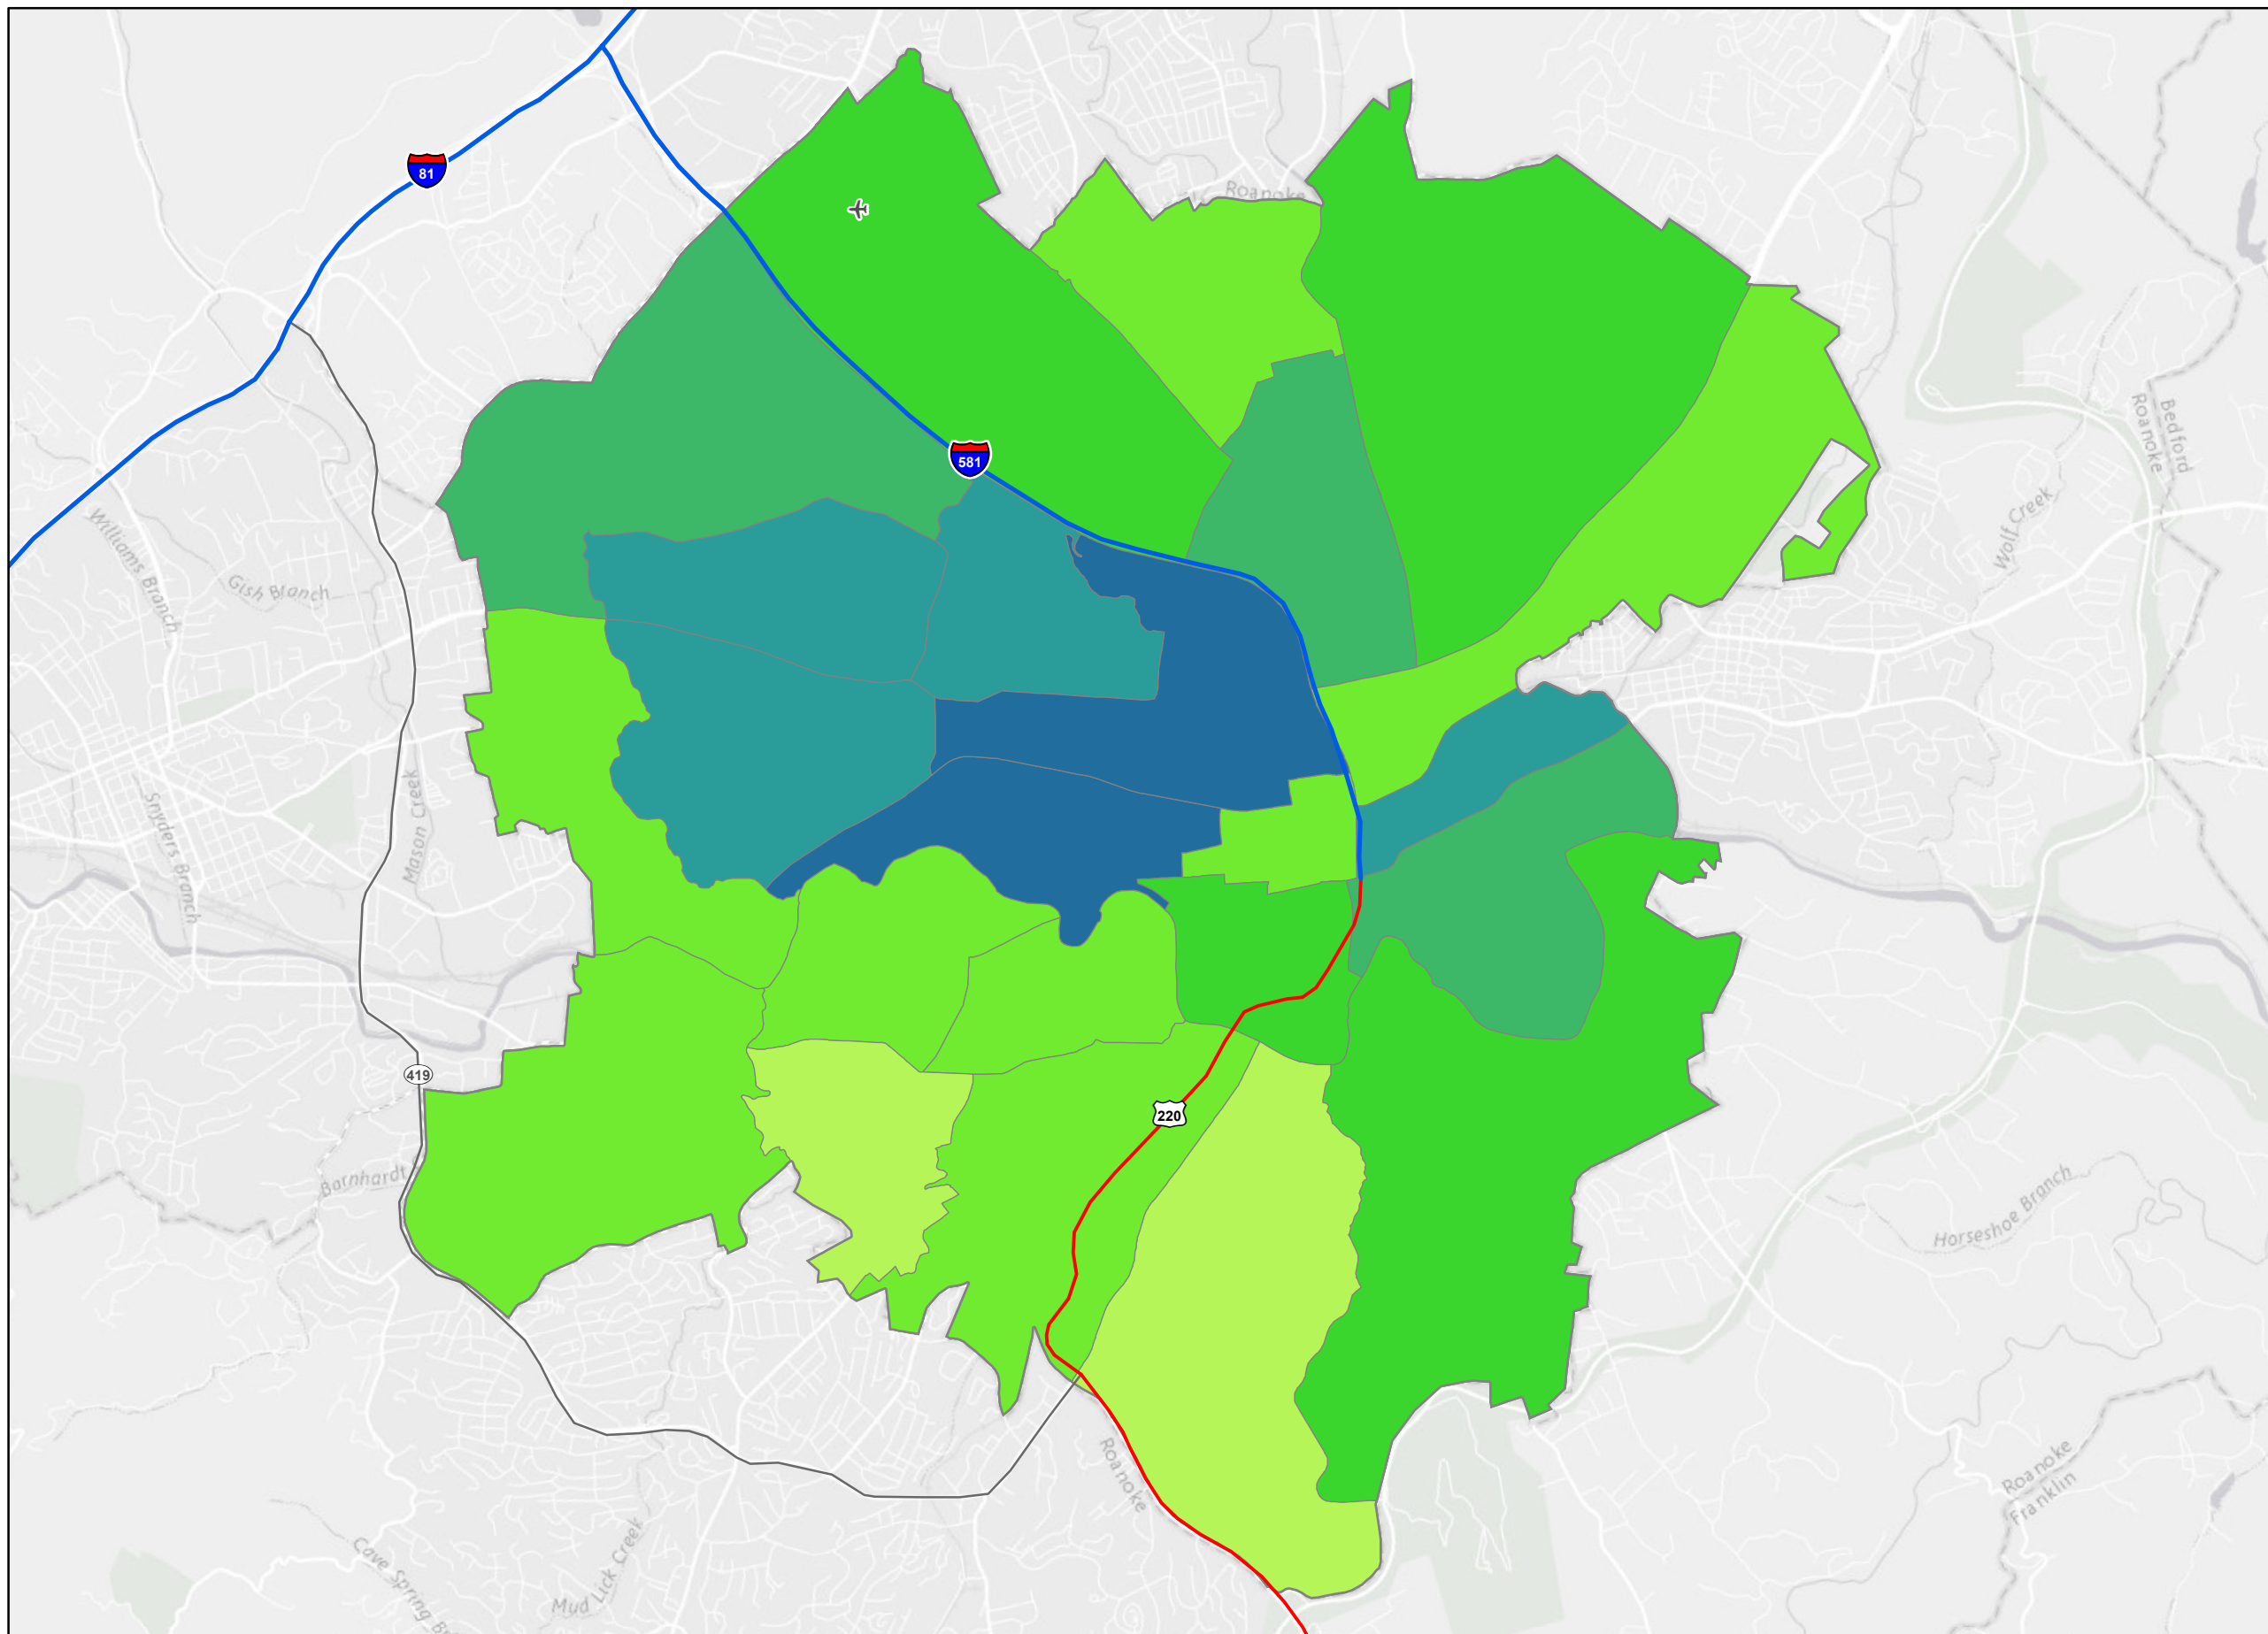 81
Roanoke
Bedford
Roanoke
581
Williams Branch
Gish Branch
Wolf Creek
Mason Creek
Snyders Branch
419
220
Barnhardt
Horseshoe Branch
Roanoke
Roanoke
Franklin
Mud Lick Creek
Cave Spring Br